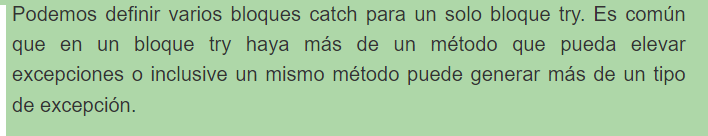 Podemos definir varios bloques catch para un solo bloque try. Es común
que en un bloque try haya más de un método que pueda elevar
excepciones o inclusive un mismo método puede generar más de un tipo
de excepción.